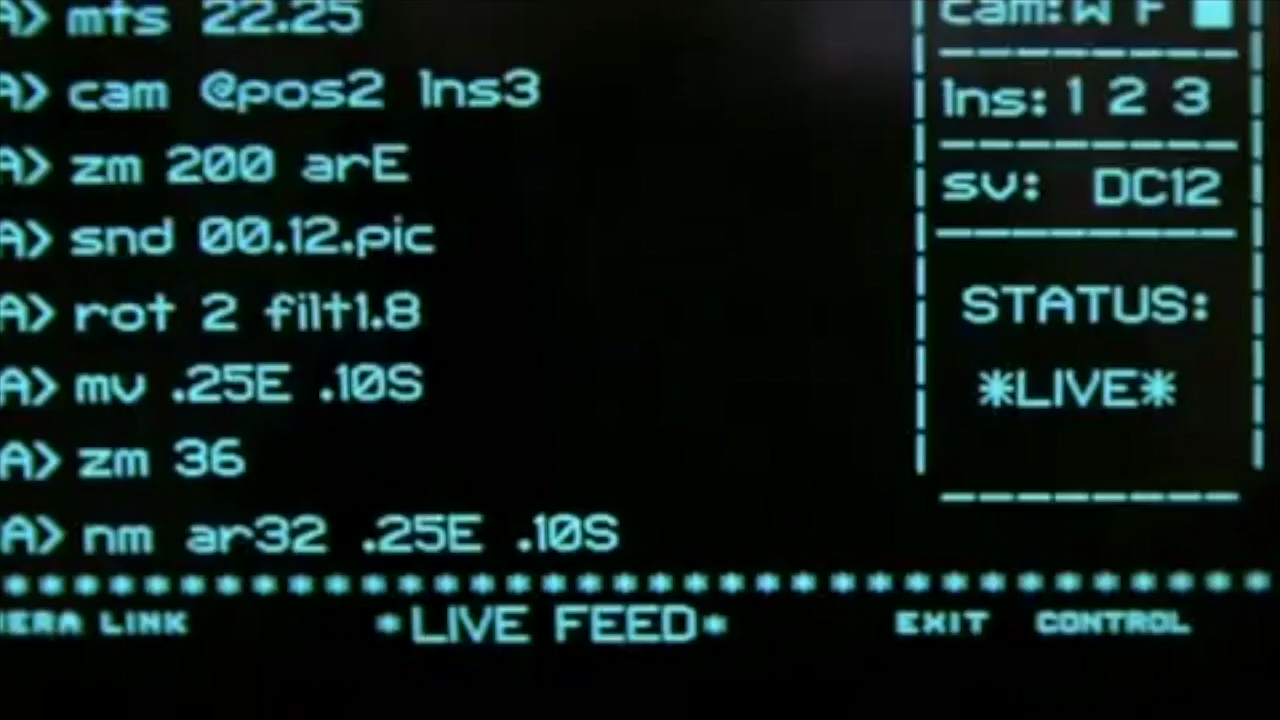 A> mts 22.25
A> cam @pos2 lns3
A> zm 200 arE
A> snd 00.12.pic
A> rot 2 filt1.8
A> mv .25E .10S
A> zm 36
A> nm ar32 .25E .10S
cam: W F
lns: 1 2 3
sv: DC12
STATUS:
*LIVE*
MERA LINK
*LIVE FEED*
EXIT CONTROL